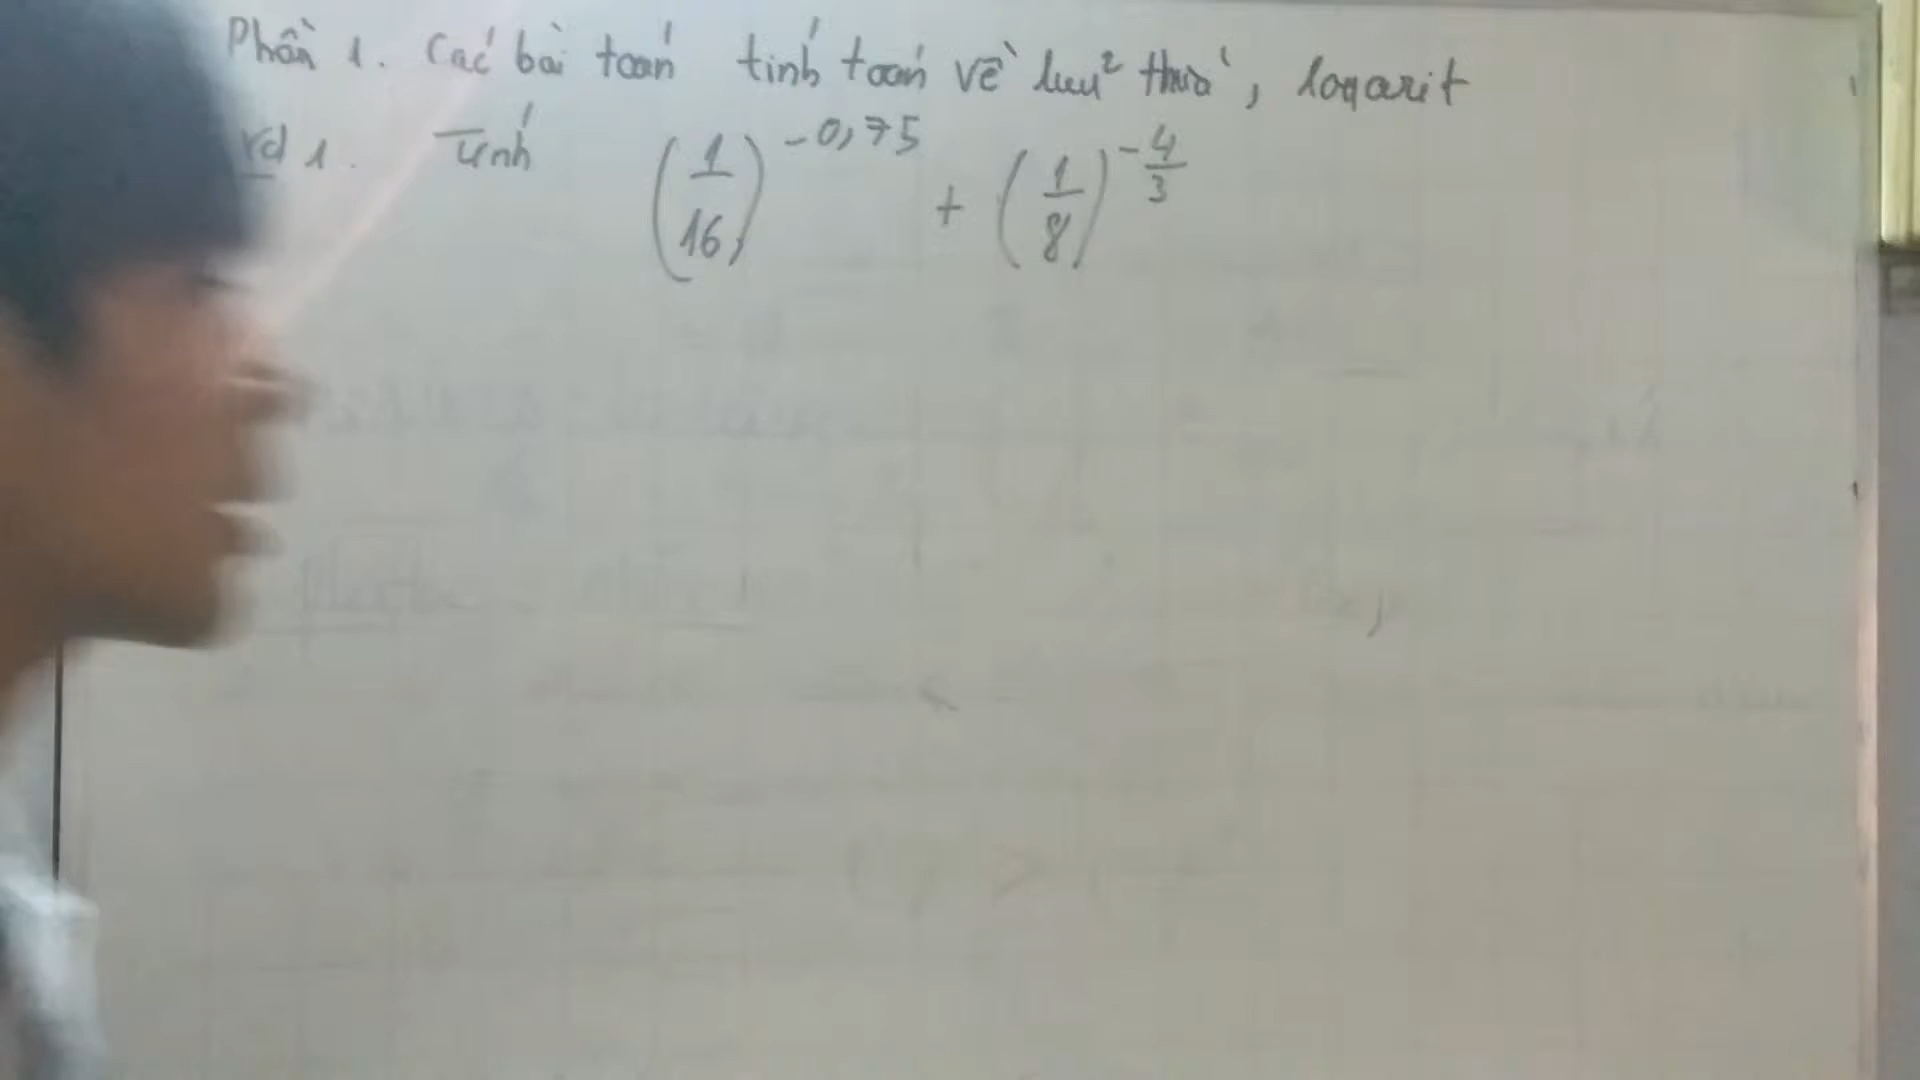 Phần 1. Các bài toán tính toán về luỹ thừa, logarit
Vd 1. Tính (1/16)^{-0,75} + (1/8)^{-4/3}